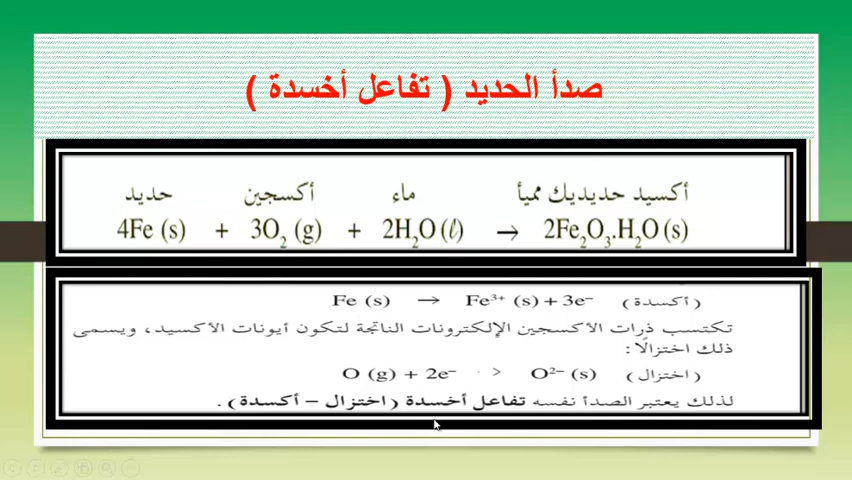 صدأ الحديد ( تفاعل أخسدة )
حديد أكسجين ماء أكسيد حديديك مميأ
4Fe (s) + 3O₂ (g) + 2H₂O (ℓ) → 2Fe₂O₃.H₂O (s)
Fe (s) → Fe³⁺ (s) + 3e⁻ (أكسدة)
تكتسب ذرات الأكسجين الإلكترونات الناتجة لتكون أيونات الأكسيد، ويسمى
ذلك اختزالًا:
O (g) + 2e⁻ > O²⁻ (s) (اختزال)
لذلك يعتبر الصدأ نفسه تفاعل أخسدة (اختزال – أكسدة).